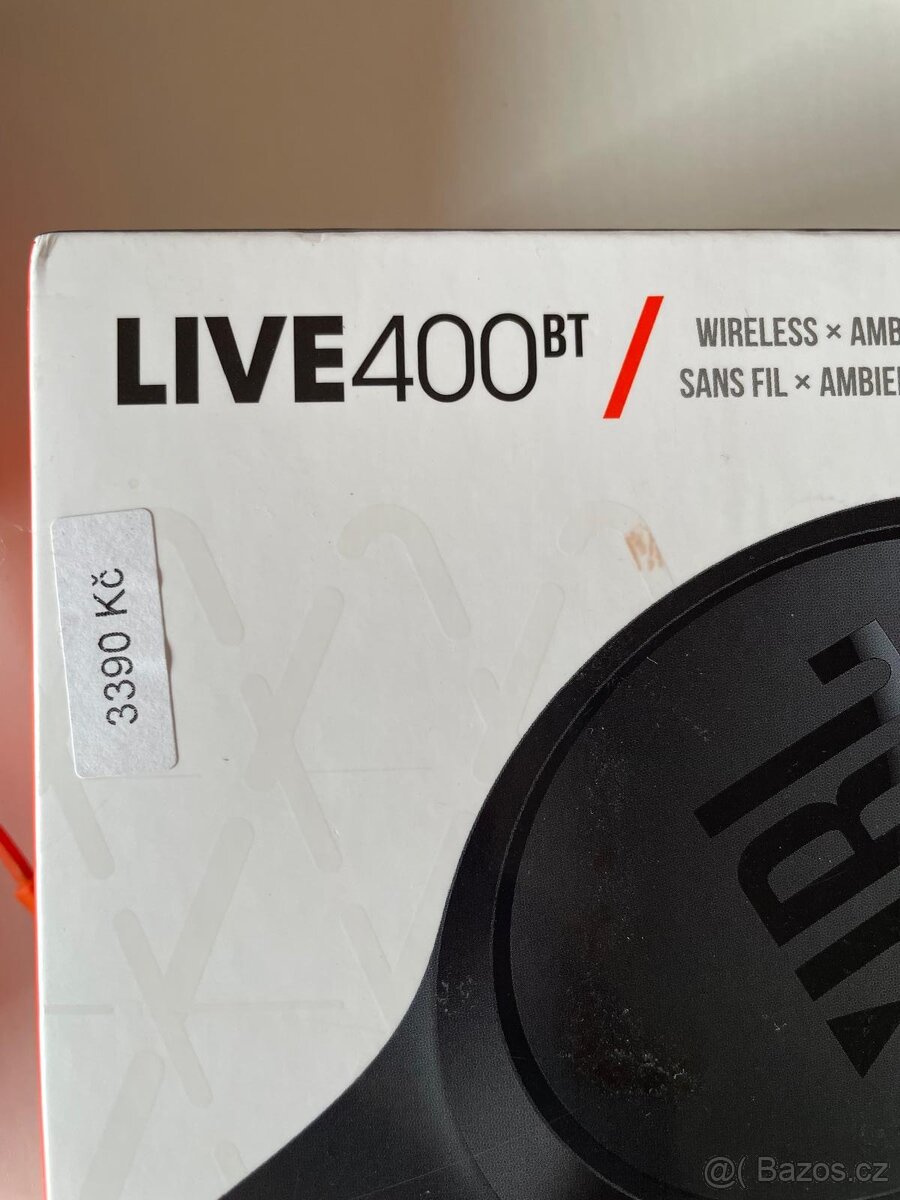 LIVE400BT
WIRELESS × AMB
SANS FIL × AMBIE
3390 Kč
JBL
@( Bazos.cz